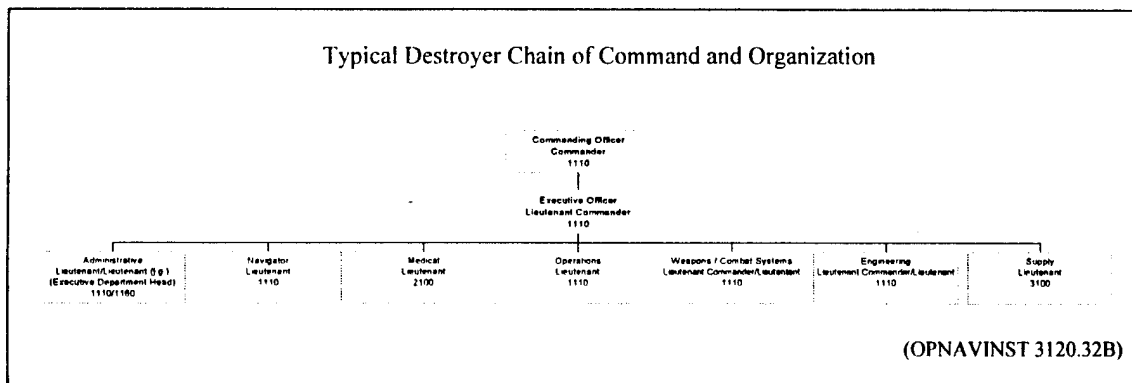 Typical Destroyer Chain of Command and Organization
Commanding Officer
Commander
1110
Executive Officer
Lieutenant Commander
1110
Administrative
Lieutenant/Lieutenant (j.g.)
(Executive Department Head)
1110/1160
Navigator
Lieutenant
1110
Medical
Lieutenant
2100
Operations
Lieutenant
1110
Weapons / Combat Systems
Lieutenant Commander/Lieutentant
1110
Engineering
Lieutenant Commander/Lieutenant
1110
Supply
Lieutenant
3100
(OPNAVINST 3120.32B)